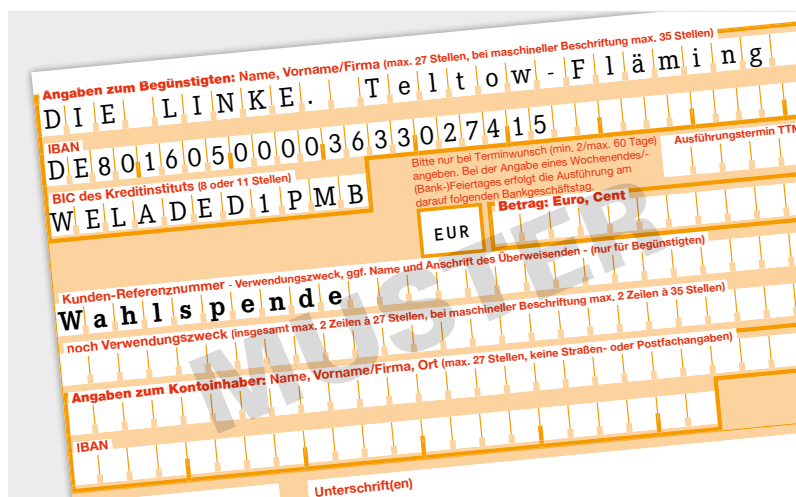 Angaben zum Begünstigten: Name, Vorname/Firma (max. 27 Stellen, bei maschineller Beschriftung max. 35 Stellen)
DIE LINKE. Teltow-Fläming
IBAN
DE80160500003633027415
BIC des Kreditinstituts (8 oder 11 Stellen)
WELADED1PMB
Bitte nur bei Terminwunsch (min. 2/max. 60 Tage)
angeben. Bei der Angabe eines Wochenendes/-
(Bank-)Feiertages erfolgt die Ausführung am
darauf folgenden Bankgeschäftstag.
Ausführungstermin TTM
EUR
Betrag: Euro, Cent
Kunden-Referenznummer - Verwendungszweck, ggf. Name und Anschrift des Überweisenden - (nur für Begünstigten)
Wahlspende
noch Verwendungszweck (insgesamt max. 2 Zeilen à 27 Stellen, bei maschineller Beschriftung max. 2 Zeilen à 35 Stellen)
MUSTER
Angaben zum Kontoinhaber: Name, Vorname/Firma, Ort (max. 27 Stellen, keine Straßen- oder Postfachangaben)
IBAN
Unterschrift(en)